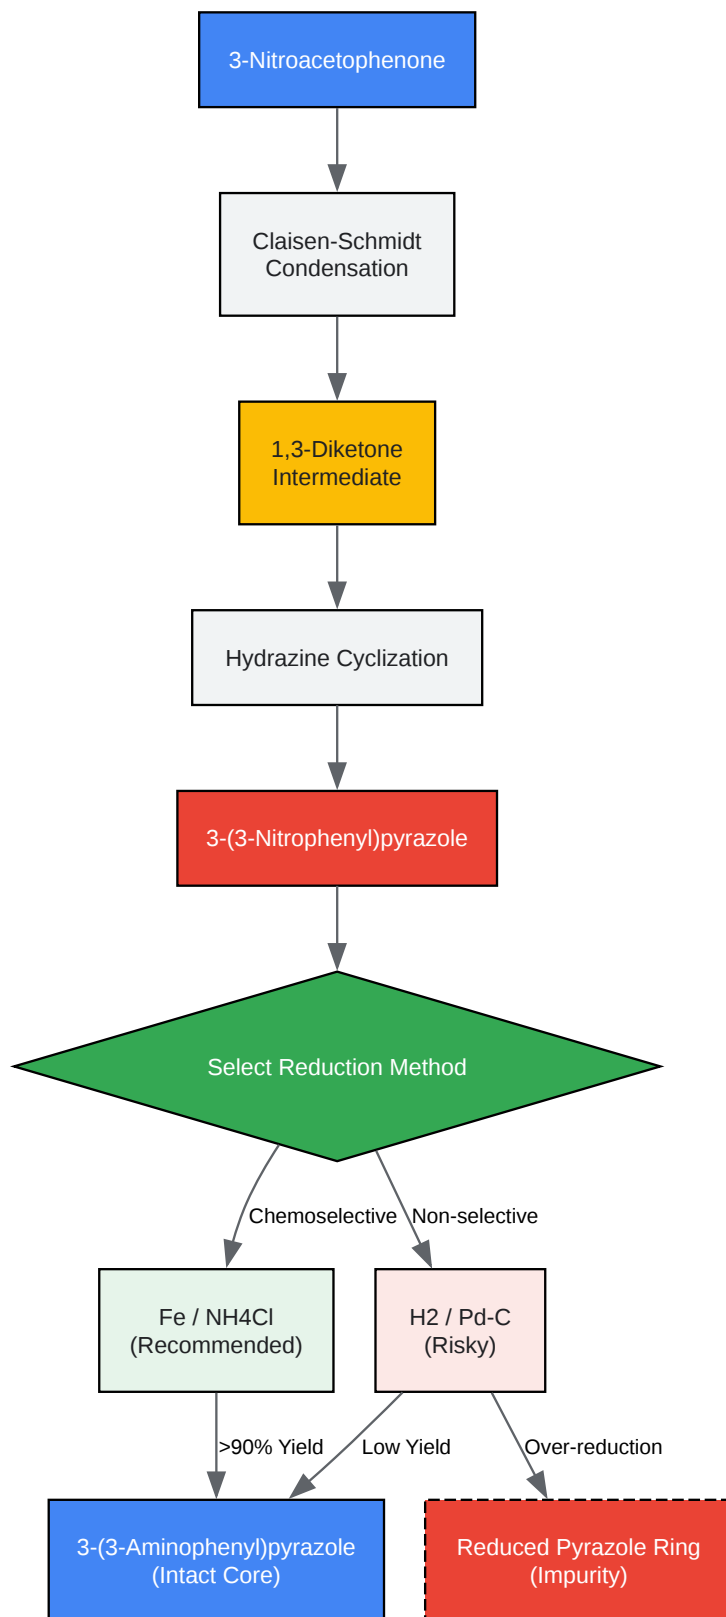 3-Nitroacetophenone
Claisen-Schmidt
Condensation
1,3-Diketone
Intermediate
Hydrazine Cyclization
3-(3-Nitrophenyl)pyrazole
Select Reduction Method
Chemoselective
Non-selective
Fe / NH4Cl
(Recommended)
H2 / Pd-C
(Risky)
>90% Yield
Low Yield
Over-reduction
3-(3-Aminophenyl)pyrazole
(Intact Core)
Reduced Pyrazole Ring
(Impurity)